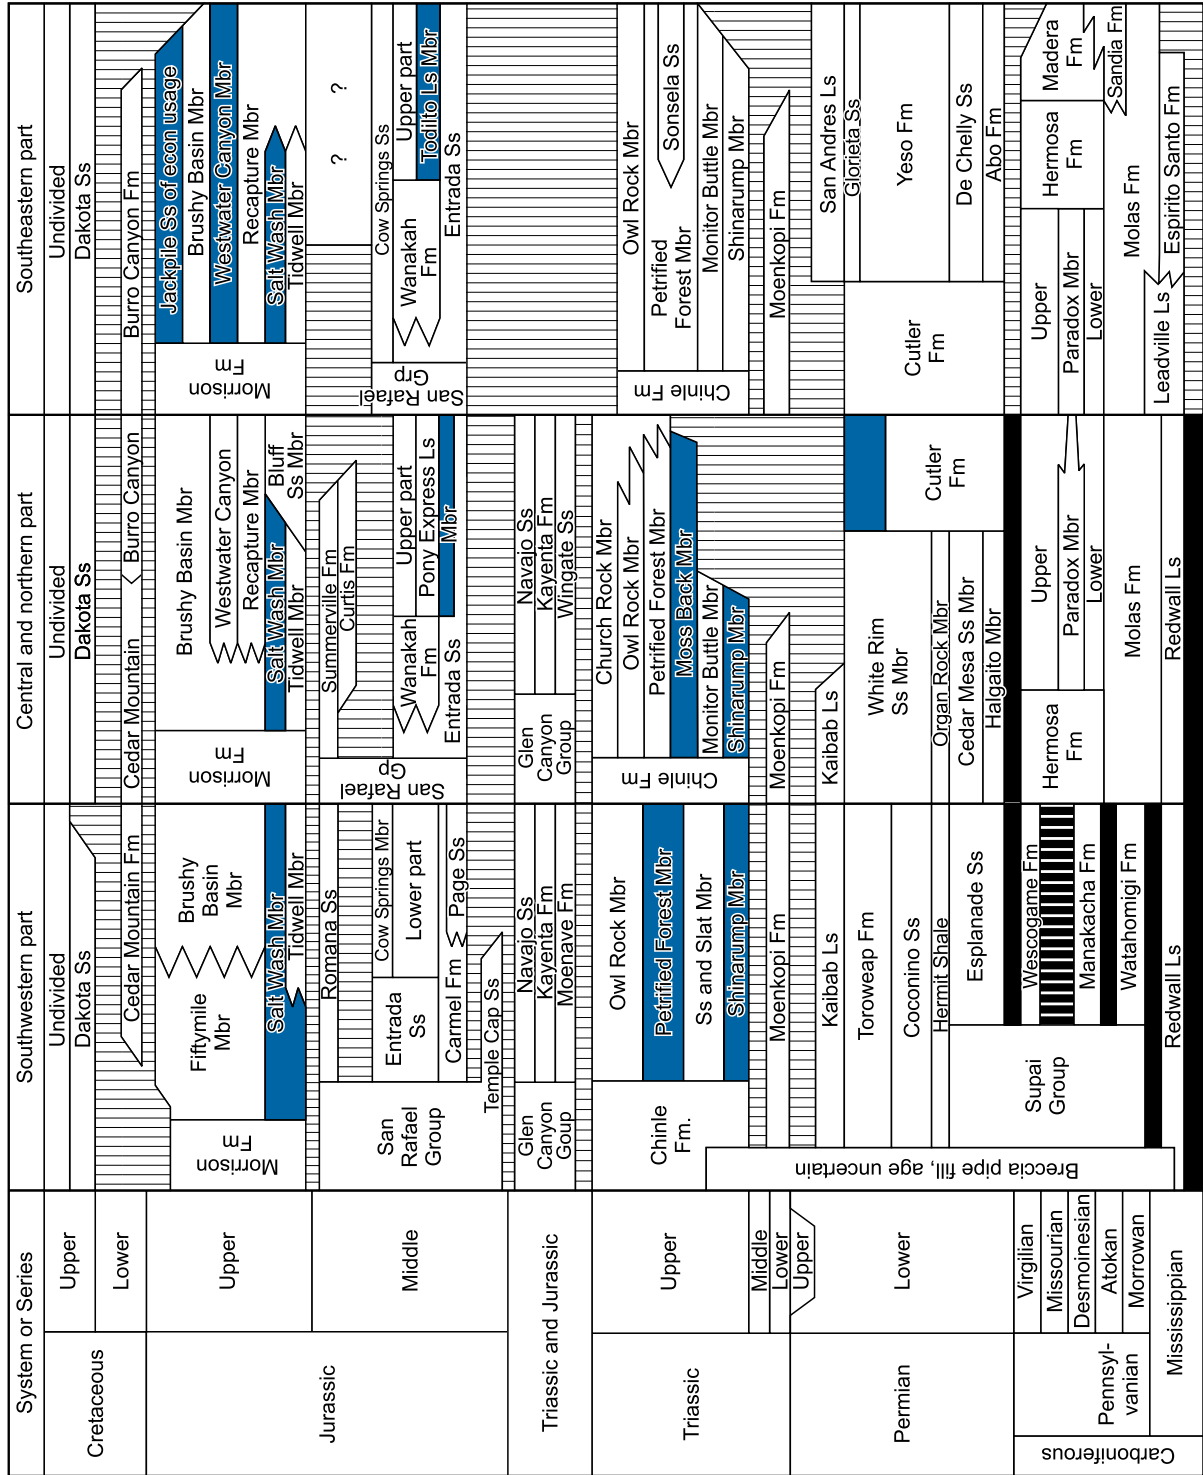 System or Series
Southwestern part
Central and northern part
Southeastern part
Cretaceous
Upper
Lower
Jurassic
Upper
Middle
Triassic and Jurassic
Triassic
Upper
Middle
Lower
Permian
Upper
Lower
Carboniferous
Pennsyl-
vanian
Virgilian
Missourian
Desmoinesian
Atokan
Morrowan
Mississippian
Undivided
Dakota Ss
Cedar Mountain Fm
Morrison
Fm
Fiftymile
Mbr
Brushy
Basin
Mbr
Salt Wash Mbr
Tidwell Mbr
San
Rafael
Group
Romana Ss
Entrada
Ss
Cow Springs Mbr
Lower part
Carmel Fm
Page Ss
Temple Cap Ss
Glen
Canyon
Goup
Navajo Ss
Kayenta Fm
Moenave Fm
Chinle
Fm.
Owl Rock Mbr
Petrified Forest Mbr
Ss and Slat Mbr
Shinarump Mbr
Moenkopi Fm
Breccia pipe fill, age uncertain
Kaibab Ls
Toroweap Fm
Coconino Ss
Hermit Shale
Supai
Group
Esplanade Ss
Wescogame Fm
Manakacha Fm
Watahomigi Fm
Redwall Ls
Undivided
Dakota Ss
Cedar Mountain
Burro Canyon
Morrison
Fm
Brushy Basin Mbr
Westwater Canyon
Recapture Mbr
Salt Wash Mbr
Tidwell Mbr
Bluff
Ss Mbr
San Rafael
Gp
Summerville Fm
Curtis Fm
Wanakah
Fm
Upper part
Pony Express Ls
Mbr
Entrada Ss
Glen
Canyon
Group
Navajo Ss
Kayenta Fm
Wingate Ss
Chinle Fm
Church Rock Mbr
Owl Rock Mbr
Petrified Forest Mbr
Moss Back Mbr
Monitor Buttle Mbr
Shinarump Mbr
Moenkopi Fm
Kaibab Ls
White Rim
Ss Mbr
Organ Rock Mbr
Cedar Mesa Ss Mbr
Halgaito Mbr
Cutler
Fm
Hermosa
Fm
Upper
Paradox Mbr
Lower
Molas Fm
Redwall Ls
Undivided
Dakota Ss
Burro Canyon Fm
Morrison
Fm
Jackpile Ss of econ usage
Brushy Basin Mbr
Westwater Canyon Mbr
Recapture Mbr
Salt Wash Mbr
Tidwell Mbr
? ?
San Rafael
Grp
Cow Springs Ss
Wanakah
Fm
Upper part
Todilto Ls Mbr
Entrada Ss
Chinle Fm
Owl Rock Mbr
Petrified
Forest Mbr
Sonsela Ss
Monitor Buttle Mbr
Shinarump Mbr
Moenkopi Fm
San Andres Ls
Glorieta Ss
Yeso Fm
De Chelly Ss
Abo Fm
Cutler
Fm
Upper
Paradox Mbr
Lower
Hermosa
Fm
Madera
Fm
Sandia Fm
Molas Fm
Leadville Ls
Espirito Santo Fm